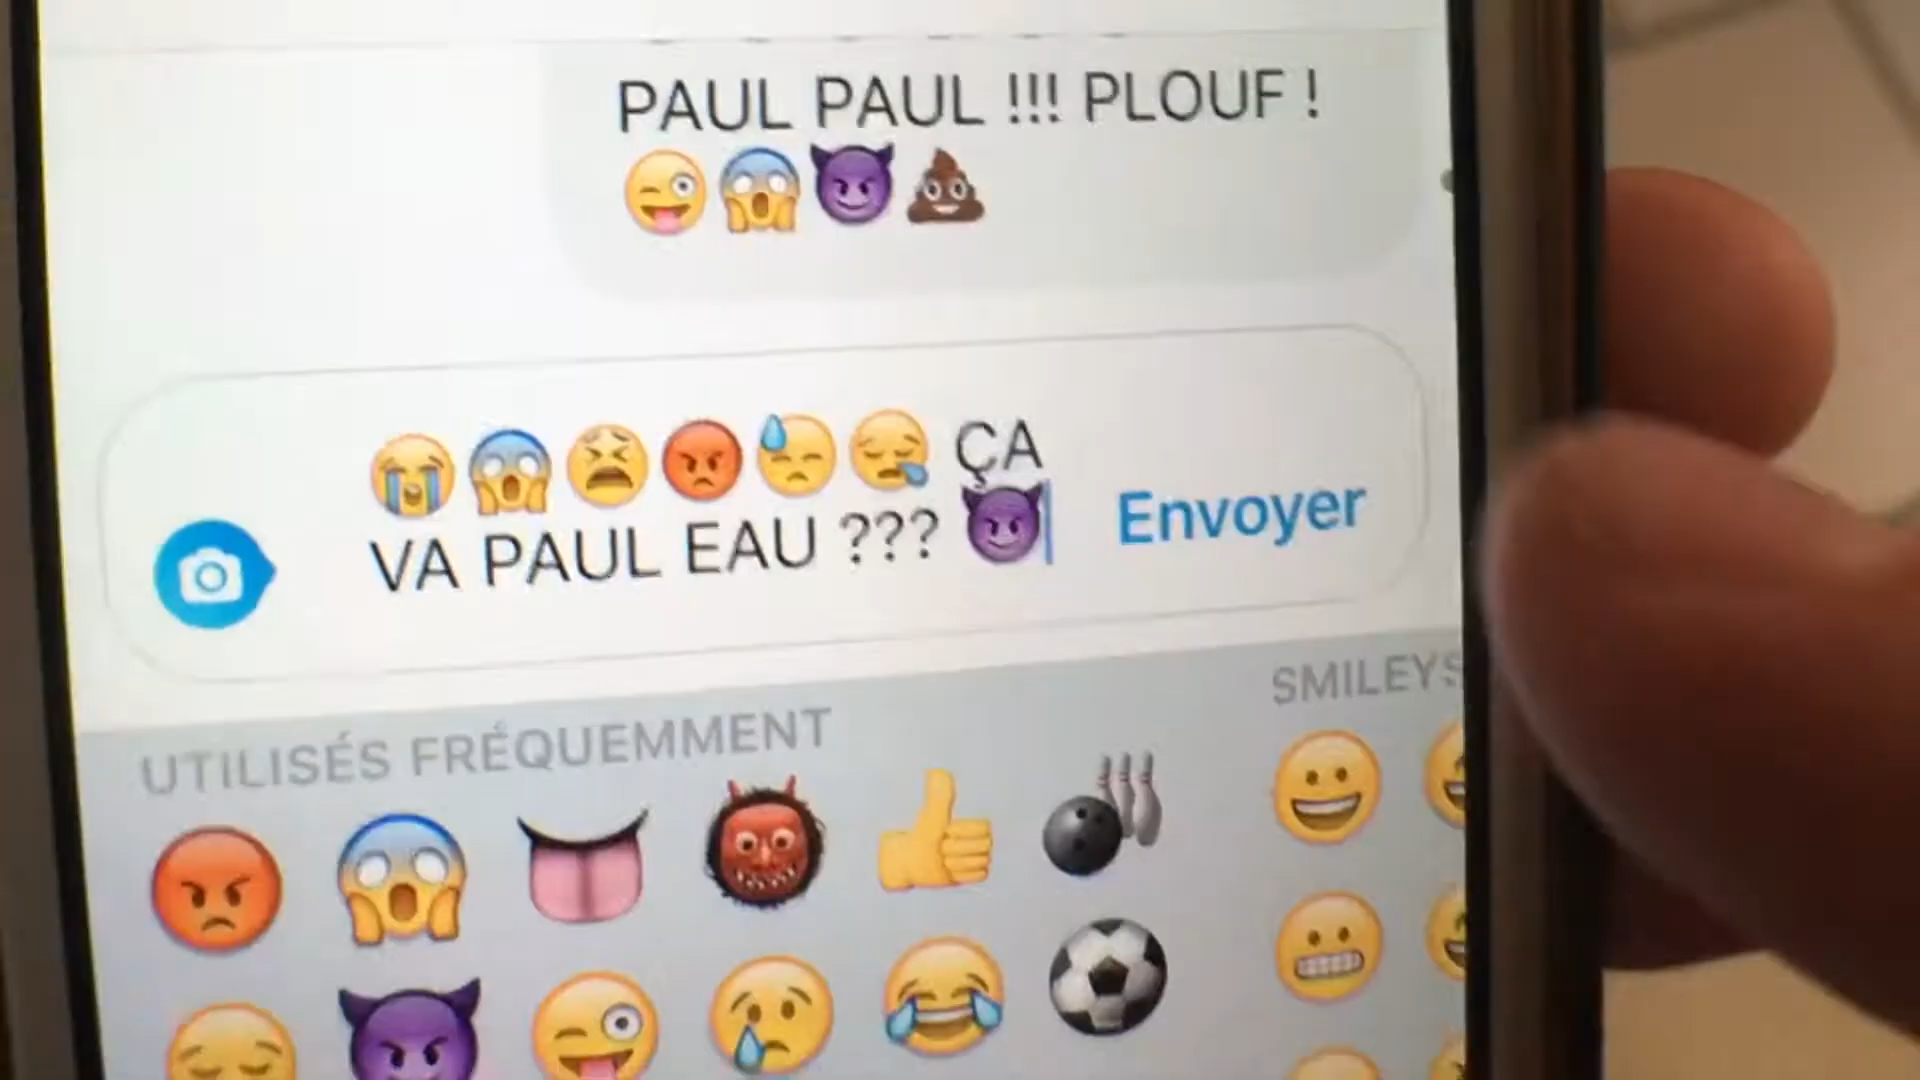 PAUL PAUL !!! PLOUF !
😜😱😈💩
😭😱😫😡😓😪 ÇA
VA PAUL EAU ??? 😈
Envoyer
UTILISÉS FRÉQUEMMENT
SMILEYS